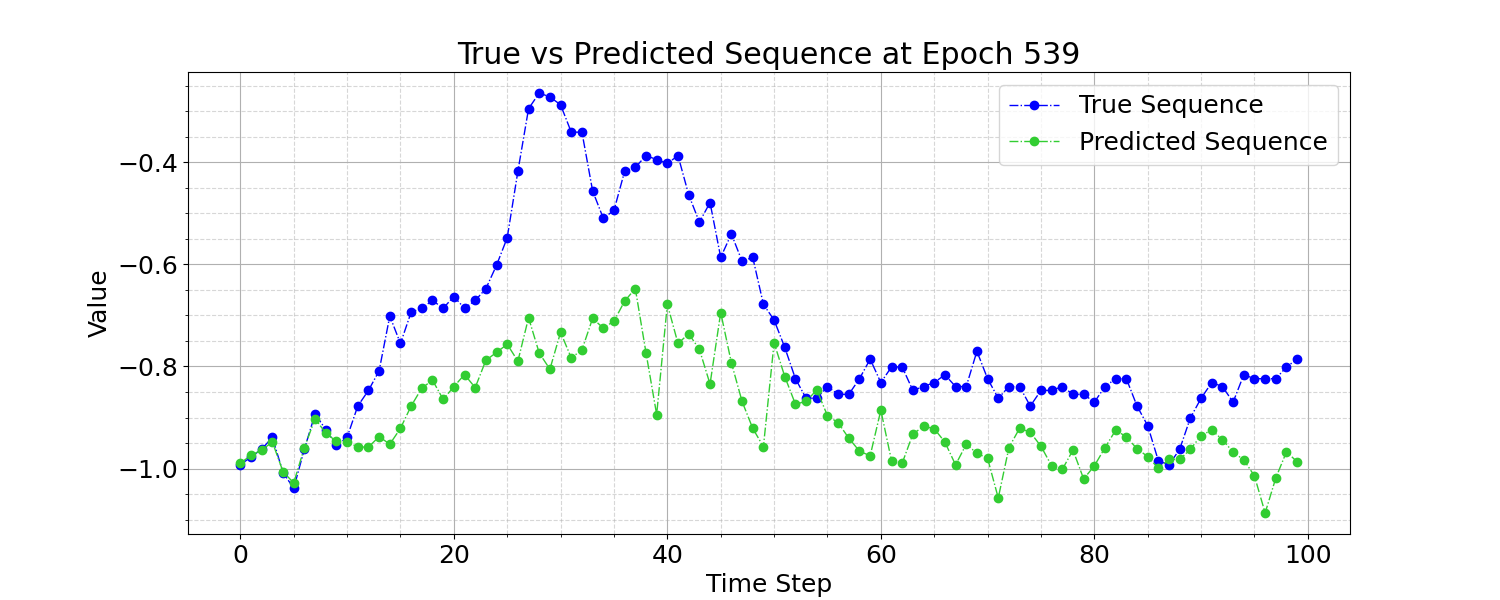 True vs Predicted Sequence at Epoch 539
True Sequence
Predicted Sequence
−0.4
−0.6
−0.8
−1.0
Value
0 20 40 60 80 100
Time Step